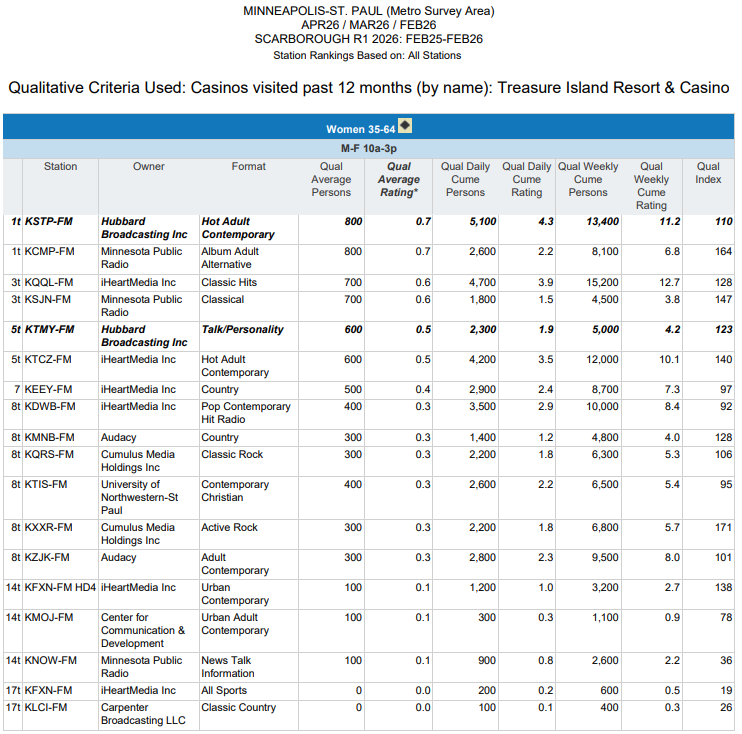 MINNEAPOLIS-ST. PAUL (Metro Survey Area)
APR26 / MAR26 / FEB26
SCARBOROUGH R1 2026: FEB25-FEB26
Station Rankings Based on: All Stations
Qualitative Criteria Used: Casinos visited past 12 months (by name): Treasure Island Resort & Casino
Women 35-64
M-F 10a-3p
Station Owner Format Qual Average Persons Qual Average Rating* Qual Daily Cume Persons Qual Daily Cume Rating Qual Weekly Cume Persons Qual Weekly Cume Rating Qual Index
1t KSTP-FM Hubbard Broadcasting Inc Hot Adult Contemporary 800 0.7 5,100 4.3 13,400 11.2 110
1t KCMP-FM Minnesota Public Radio Album Adult Alternative 800 0.7 2,600 2.2 8,100 6.8 164
3t KQQL-FM iHeartMedia Inc Classic Hits 700 0.6 4,700 3.9 15,200 12.7 128
3t KSJN-FM Minnesota Public Radio Classical 700 0.6 1,800 1.5 4,500 3.8 147
5t KTMY-FM Hubbard Broadcasting Inc Talk/Personality 600 0.5 2,300 1.9 5,000 4.2 123
5t KTCZ-FM iHeartMedia Inc Hot Adult Contemporary 600 0.5 4,200 3.5 12,000 10.1 140
7 KEEY-FM iHeartMedia Inc Country 500 0.4 2,900 2.4 8,700 7.3 97
8t KDWB-FM iHeartMedia Inc Pop Contemporary Hit Radio 400 0.3 3,500 2.9 10,000 8.4 92
8t KMNB-FM Audacy Country 300 0.3 1,400 1.2 4,800 4.0 128
8t KQRS-FM Cumulus Media Holdings Inc Classic Rock 300 0.3 2,200 1.8 6,300 5.3 106
8t KTIS-FM University of Northwestern-St Paul Contemporary Christian 400 0.3 2,600 2.2 6,500 5.4 95
8t KXXR-FM Cumulus Media Holdings Inc Active Rock 300 0.3 2,200 1.8 6,800 5.7 171
8t KZJK-FM Audacy Adult Contemporary 300 0.3 2,800 2.3 9,500 8.0 101
14t KFXN-FM HD4 iHeartMedia Inc Urban Contemporary 100 0.1 1,200 1.0 3,200 2.7 138
14t KMOJ-FM Center for Communication & Development Urban Adult Contemporary 100 0.1 300 0.3 1,100 0.9 78
14t KNOW-FM Minnesota Public Radio News Talk Information 100 0.1 900 0.8 2,600 2.2 36
17t KFXN-FM iHeartMedia Inc All Sports 0 0.0 200 0.2 600 0.5 19
17t KLCI-FM Carpenter Broadcasting LLC Classic Country 0 0.0 100 0.1 400 0.3 26